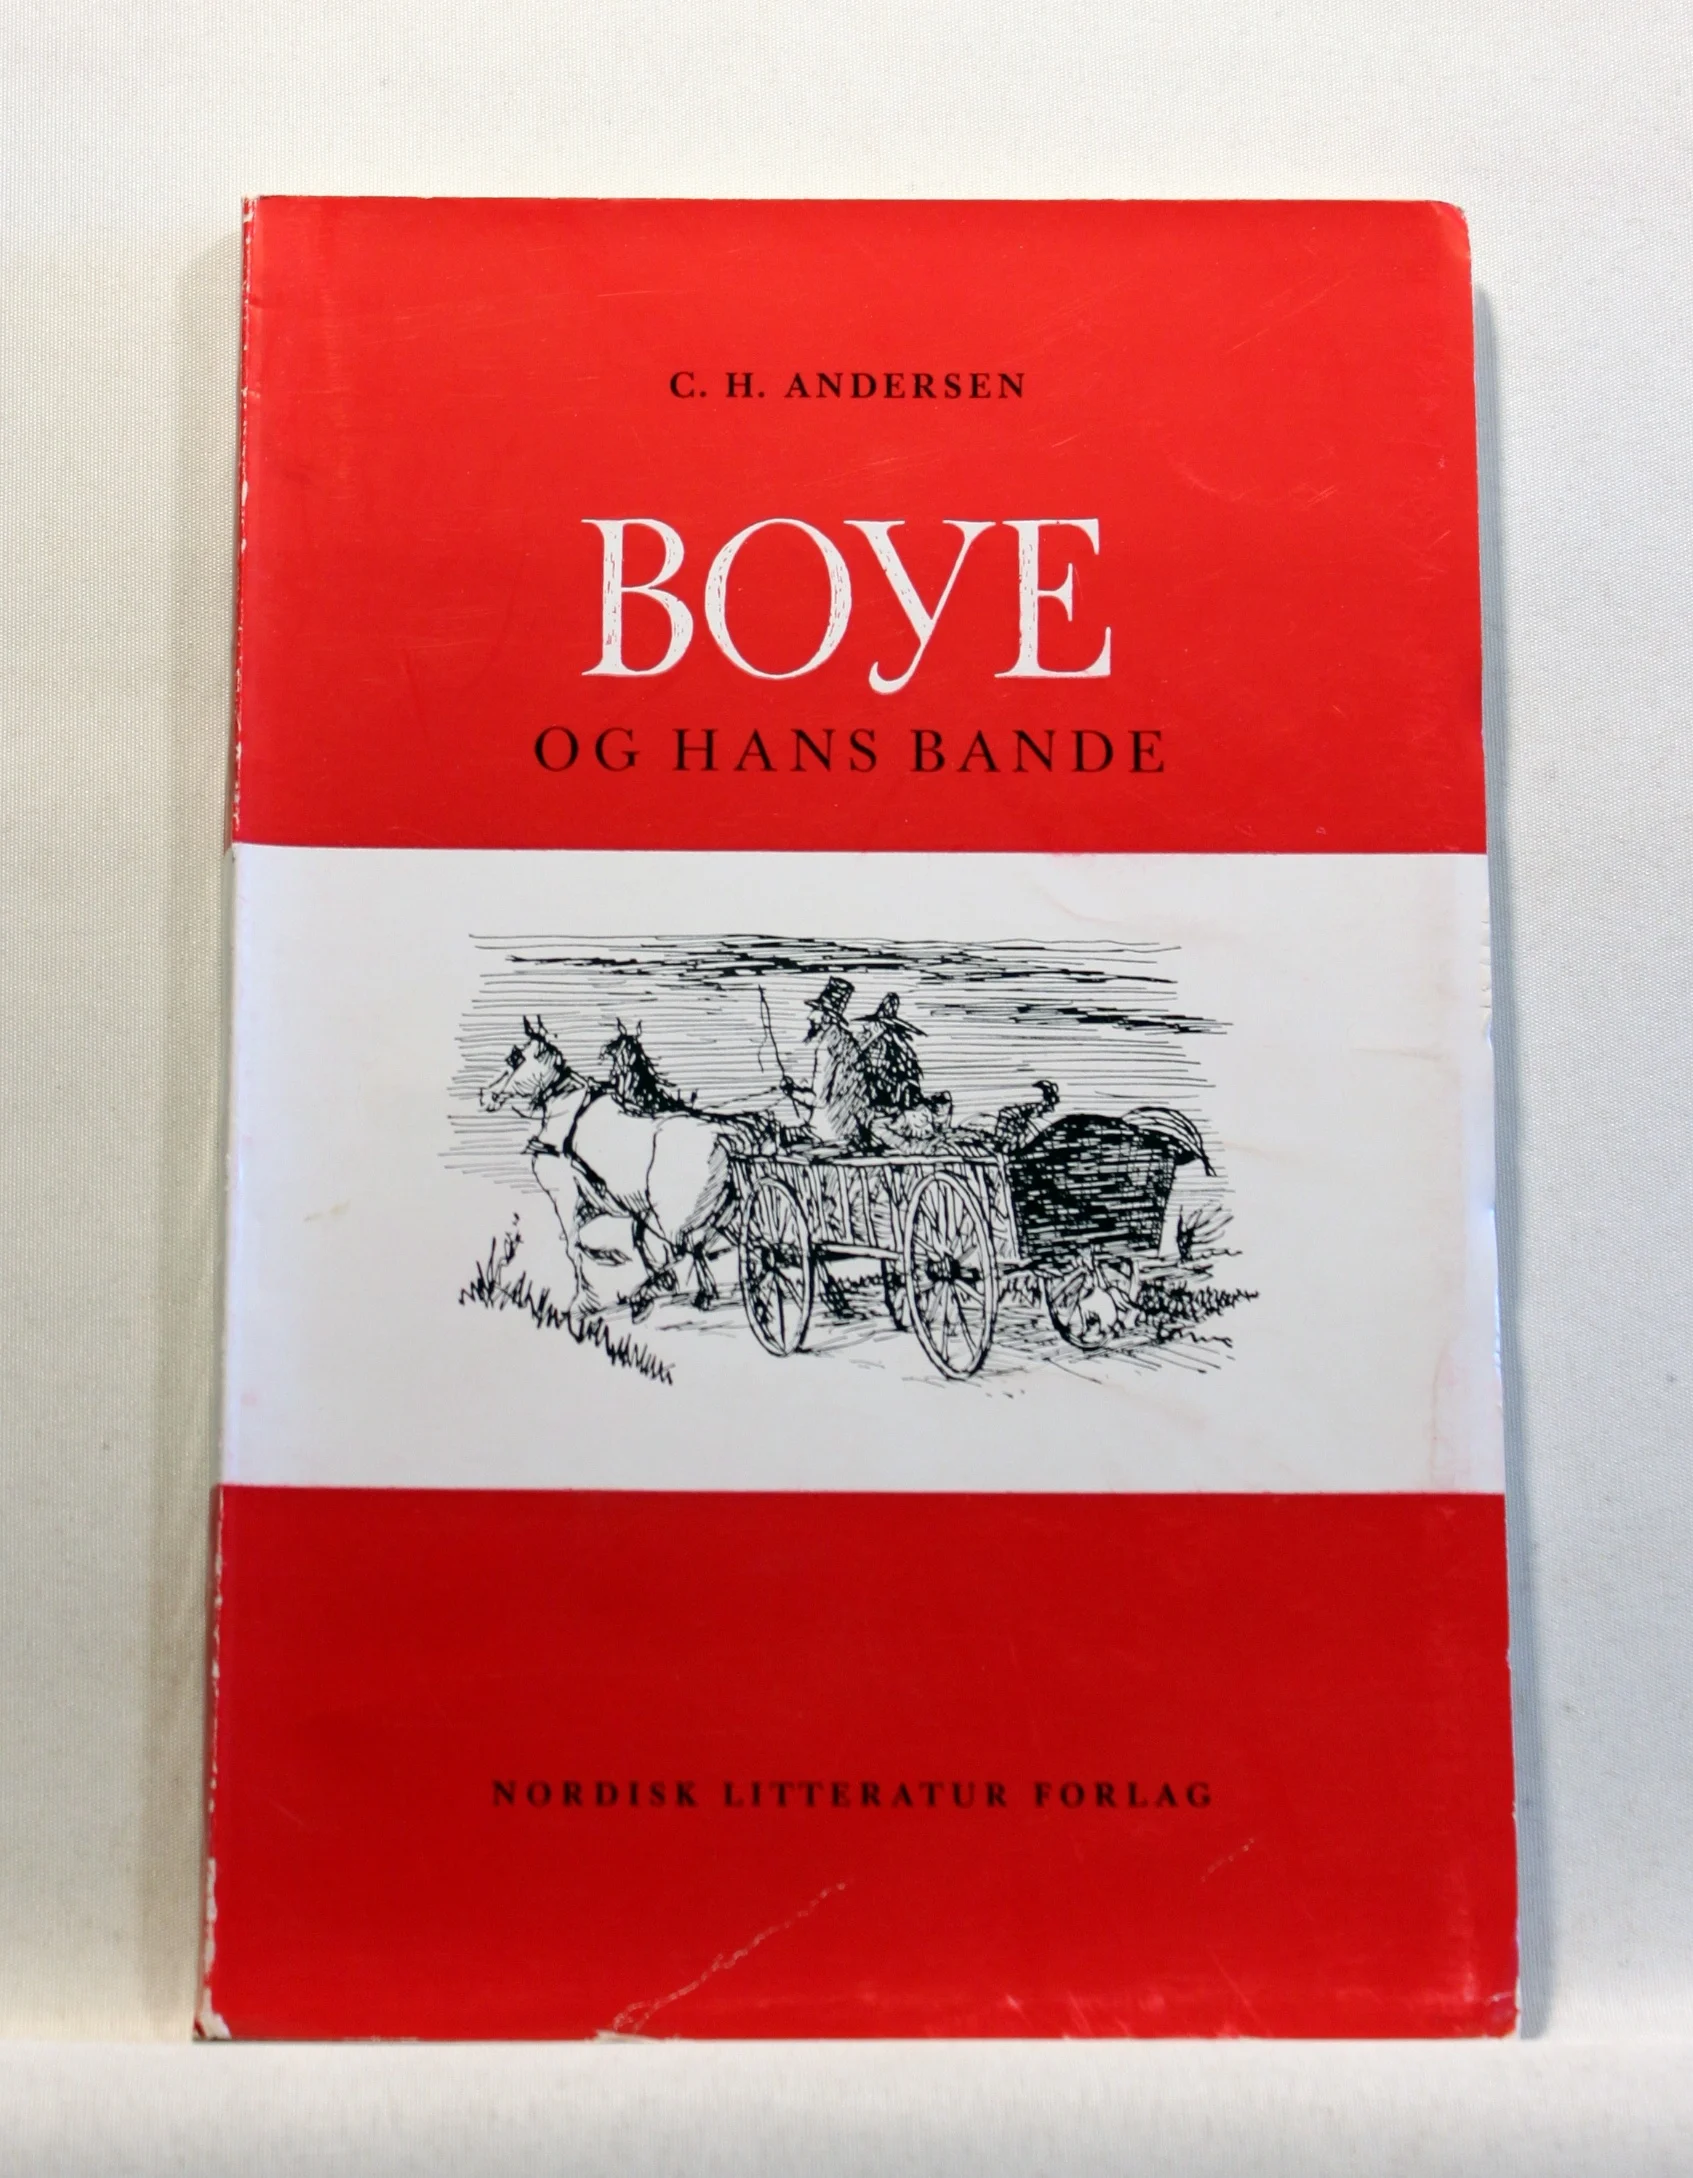 C. H. ANDERSEN
BOYE
OG HANS BANDE
NORDISK LITTERATUR FORLAG